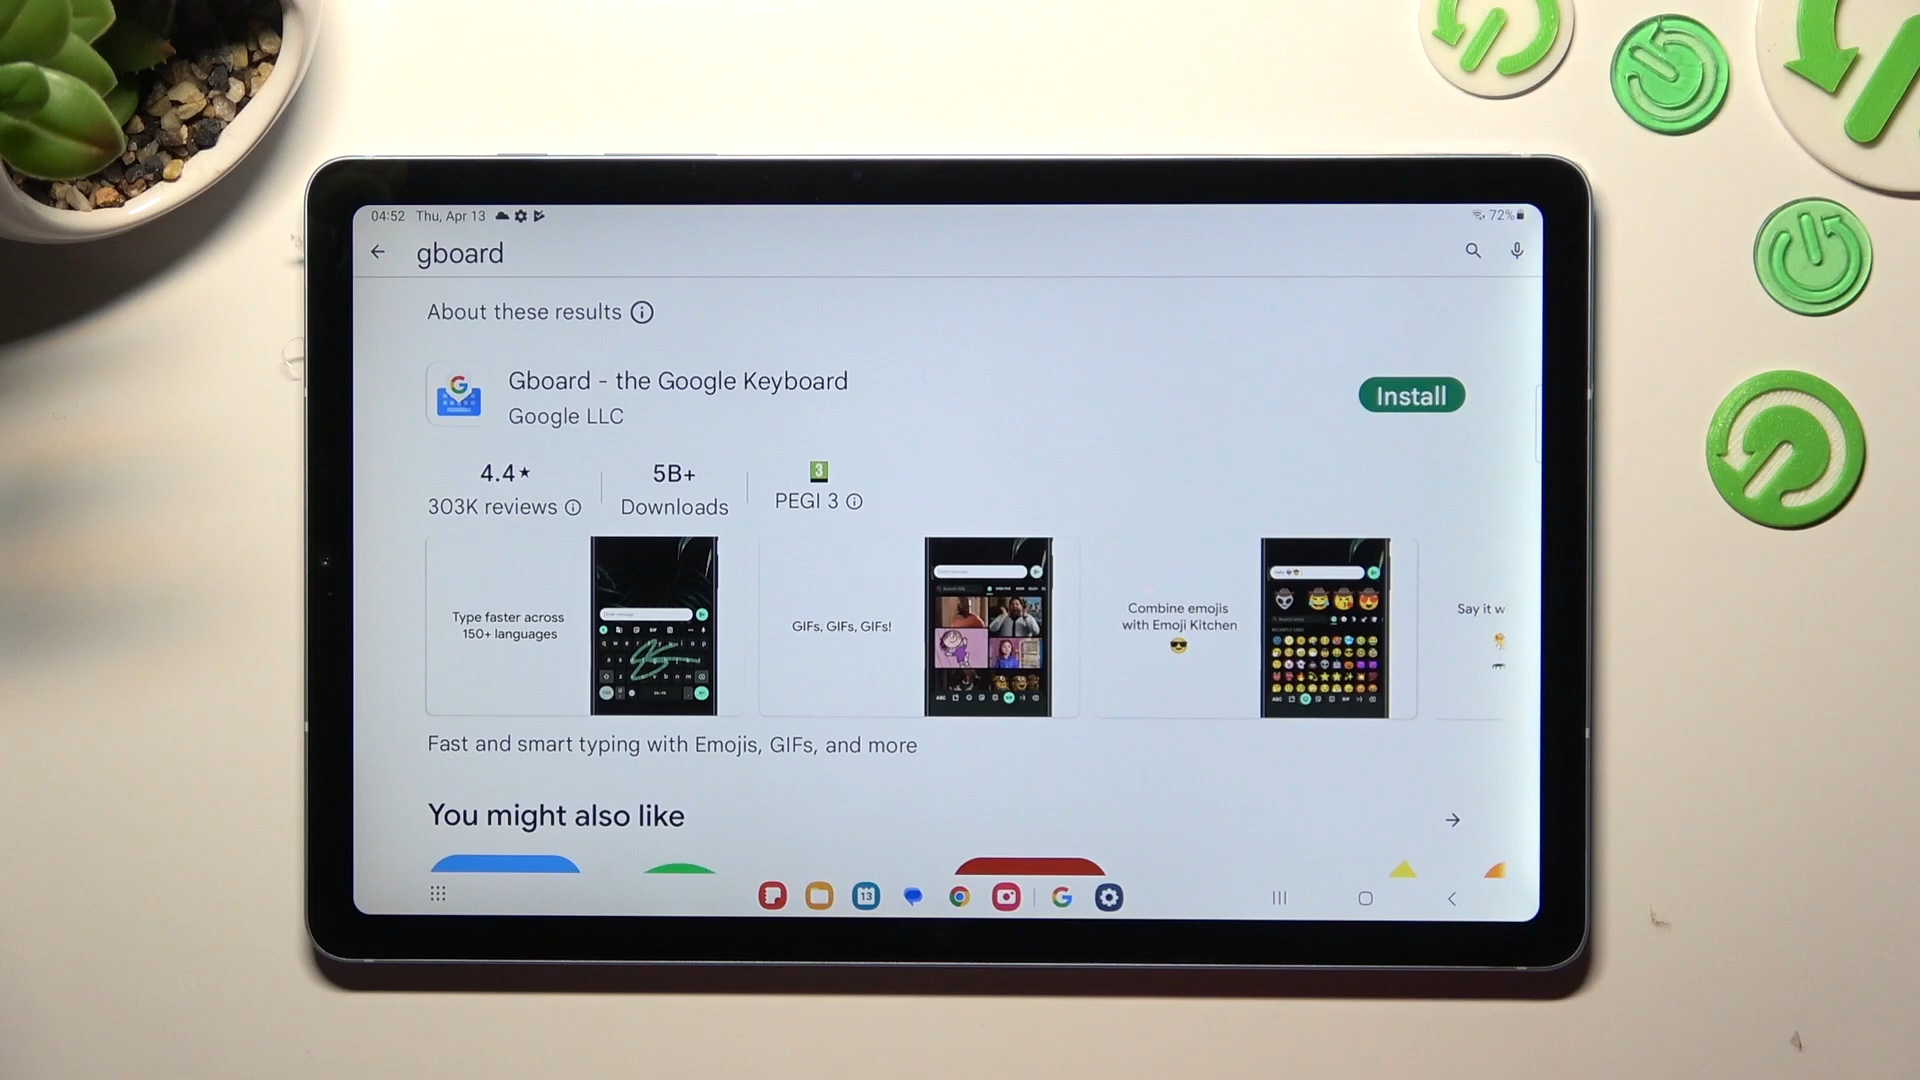 04:52 Thu, Apr 13
72%
gboard
About these results
Gboard - the Google Keyboard
Google LLC
Install
4.4★
303K reviews
5B+
Downloads
3
PEGI 3
Type faster across
150+ languages
GIFs, GIFs, GIFs!
Combine emojis
with Emoji Kitchen
Say it w
Fast and smart typing with Emojis, GIFs, and more
You might also like
13